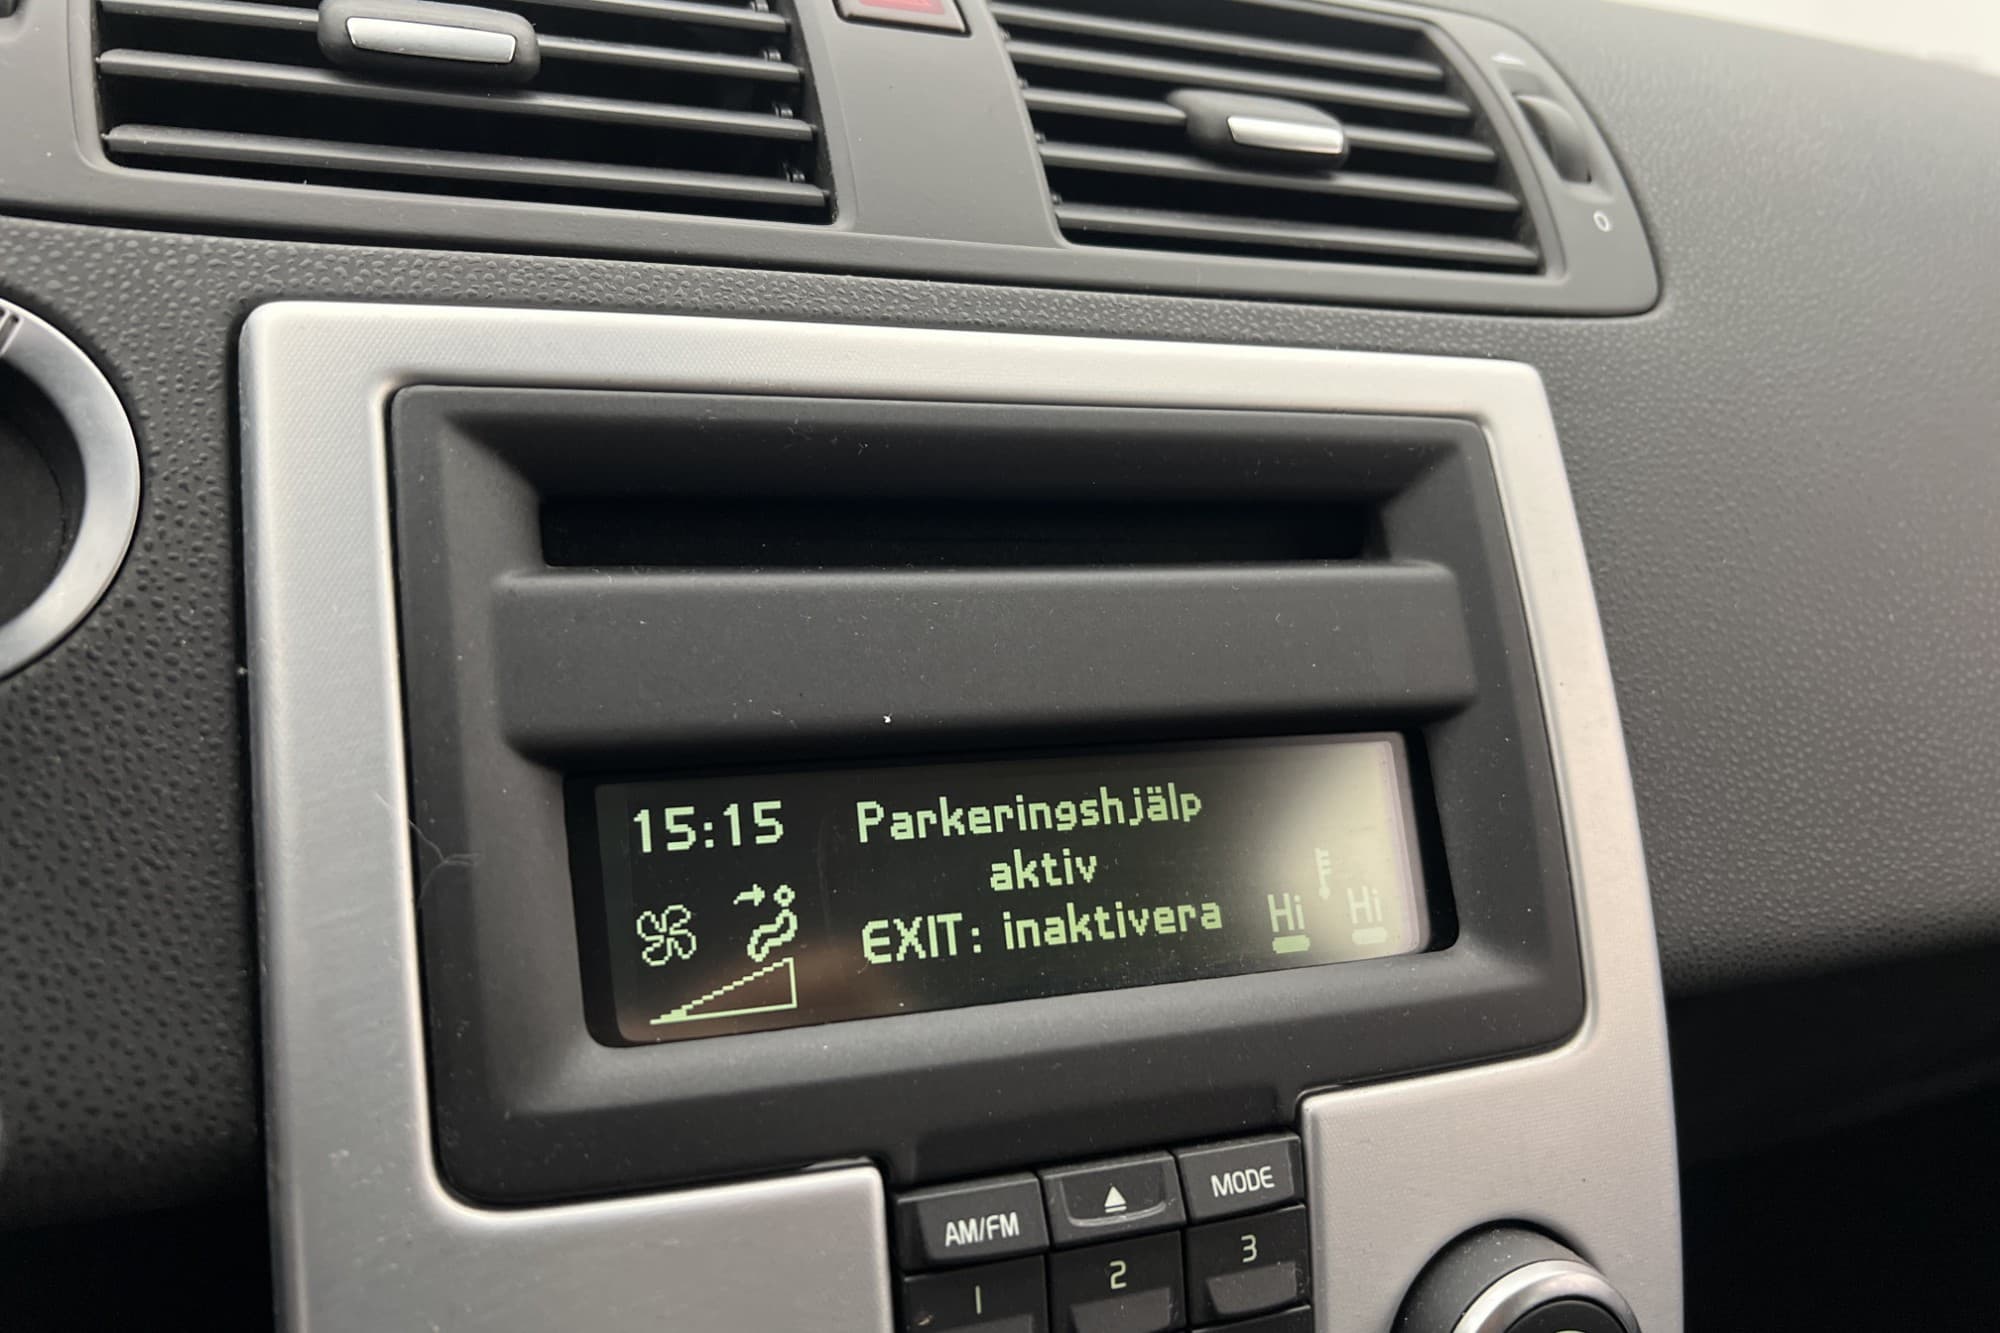 15:15
Parkeringshjälp
aktiv
EXIT: inaktivera
Hi Hi
AM/FM
MODE
1 2 3